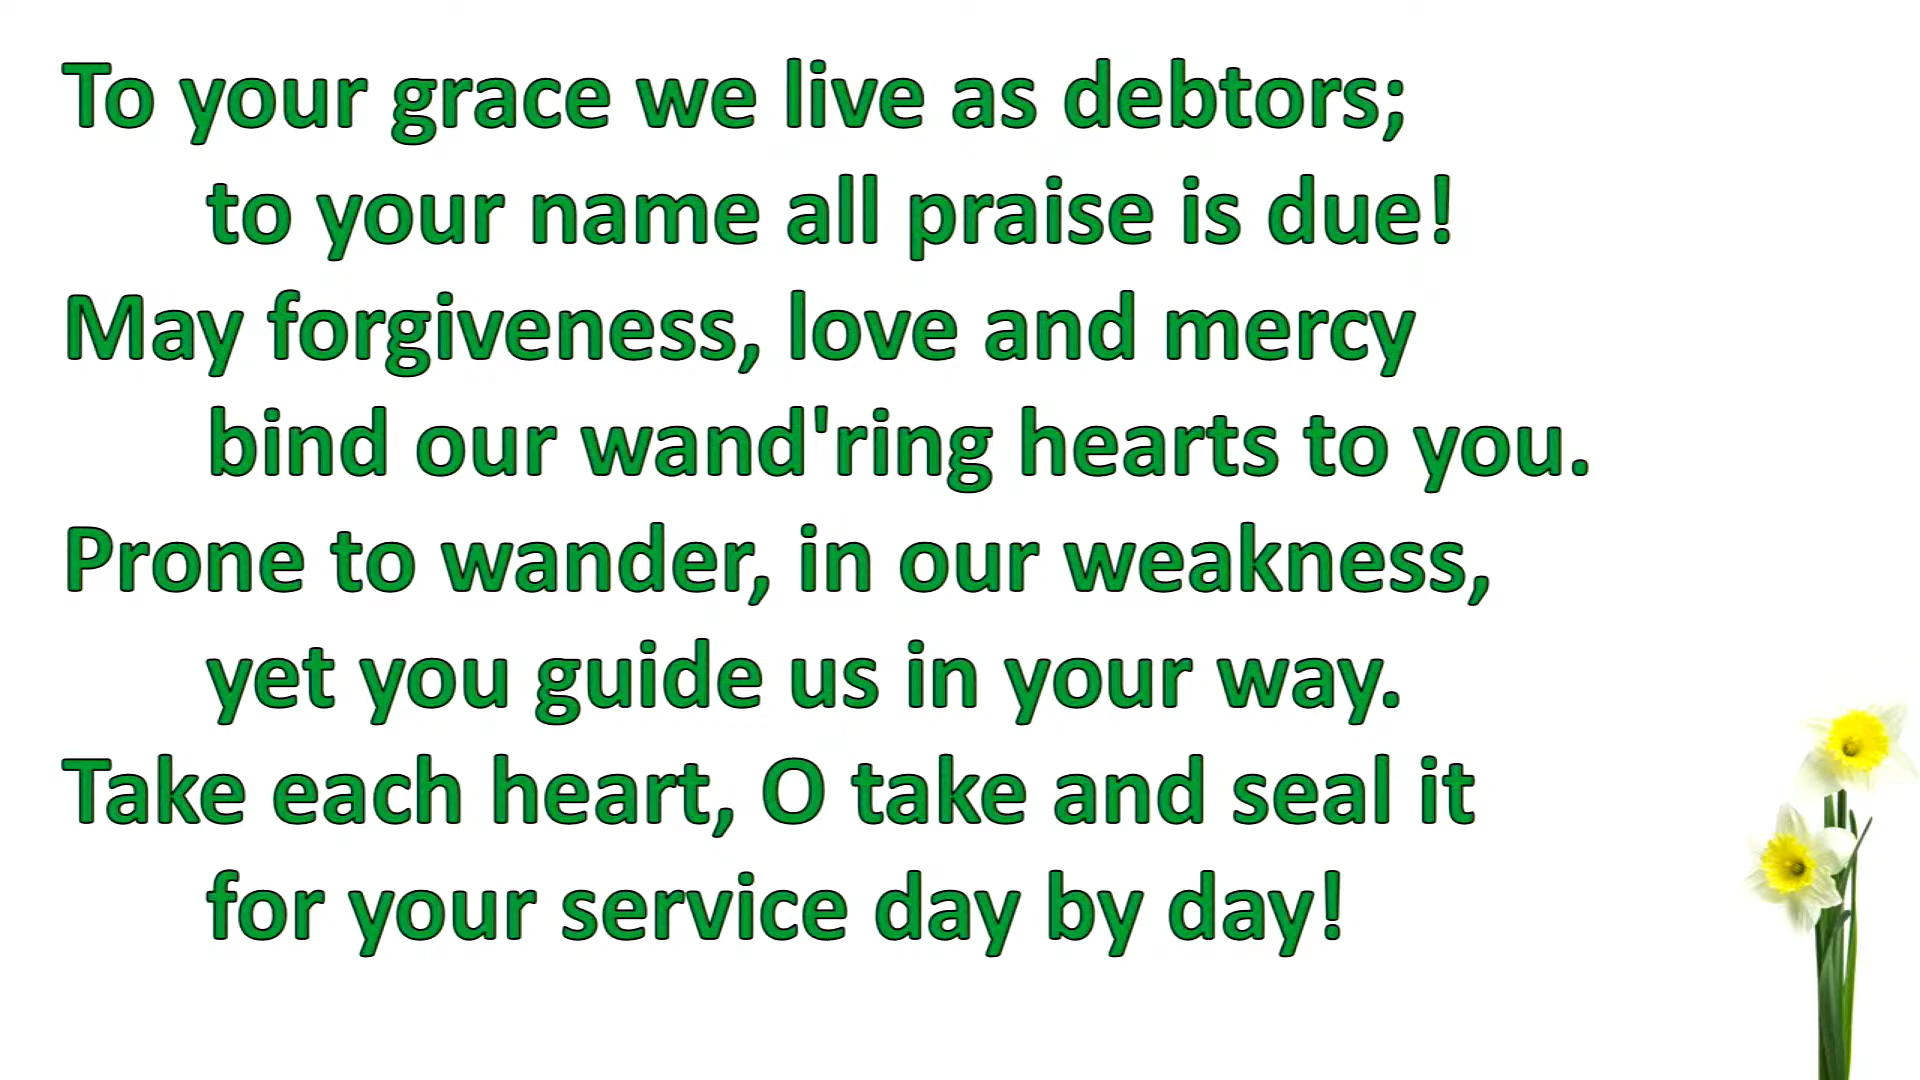 To your grace we live as debtors;
to your name all praise is due!
May forgiveness, love and mercy
bind our wand'ring hearts to you.
Prone to wander, in our weakness,
yet you guide us in your way.
Take each heart, O take and seal it
for your service day by day!